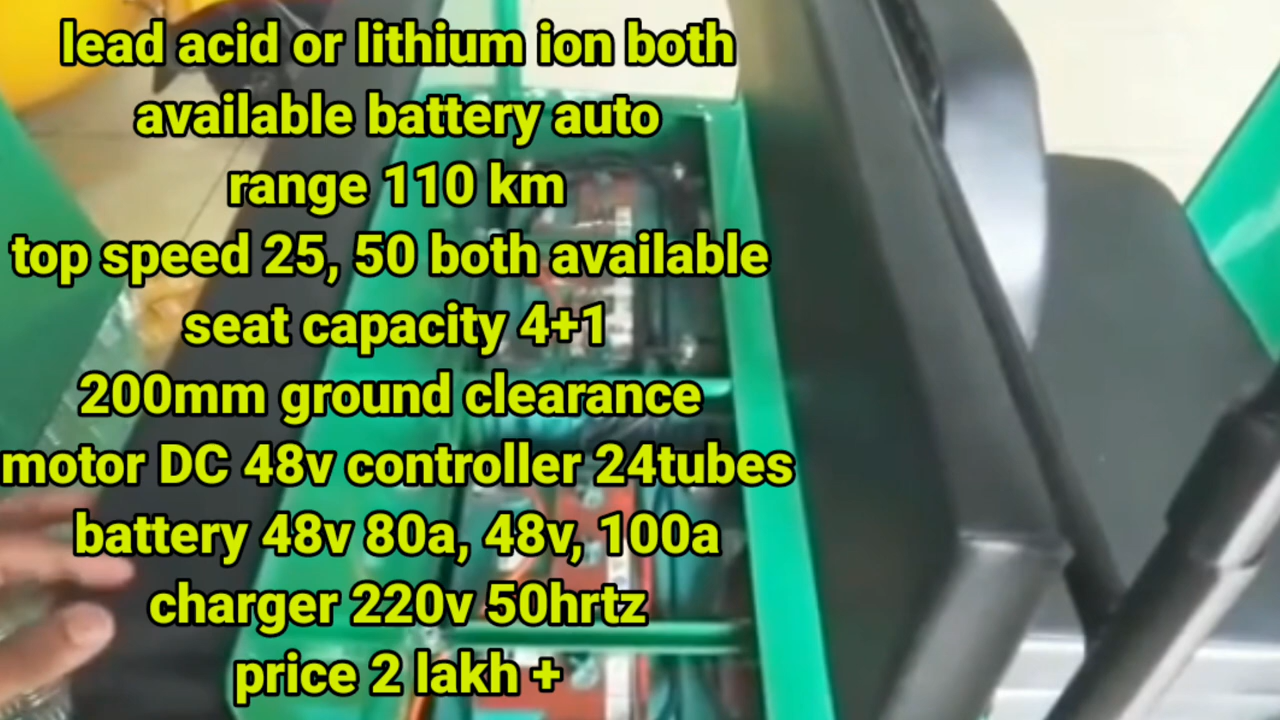 lead acid or lithium ion both
available battery auto
range 110 km
top speed 25, 50 both available
seat capacity 4+1
200mm ground clearance
motor DC 48v controller 24tubes
battery 48v 80a, 48v, 100a
charger 220v 50hrtz
price 2 lakh +